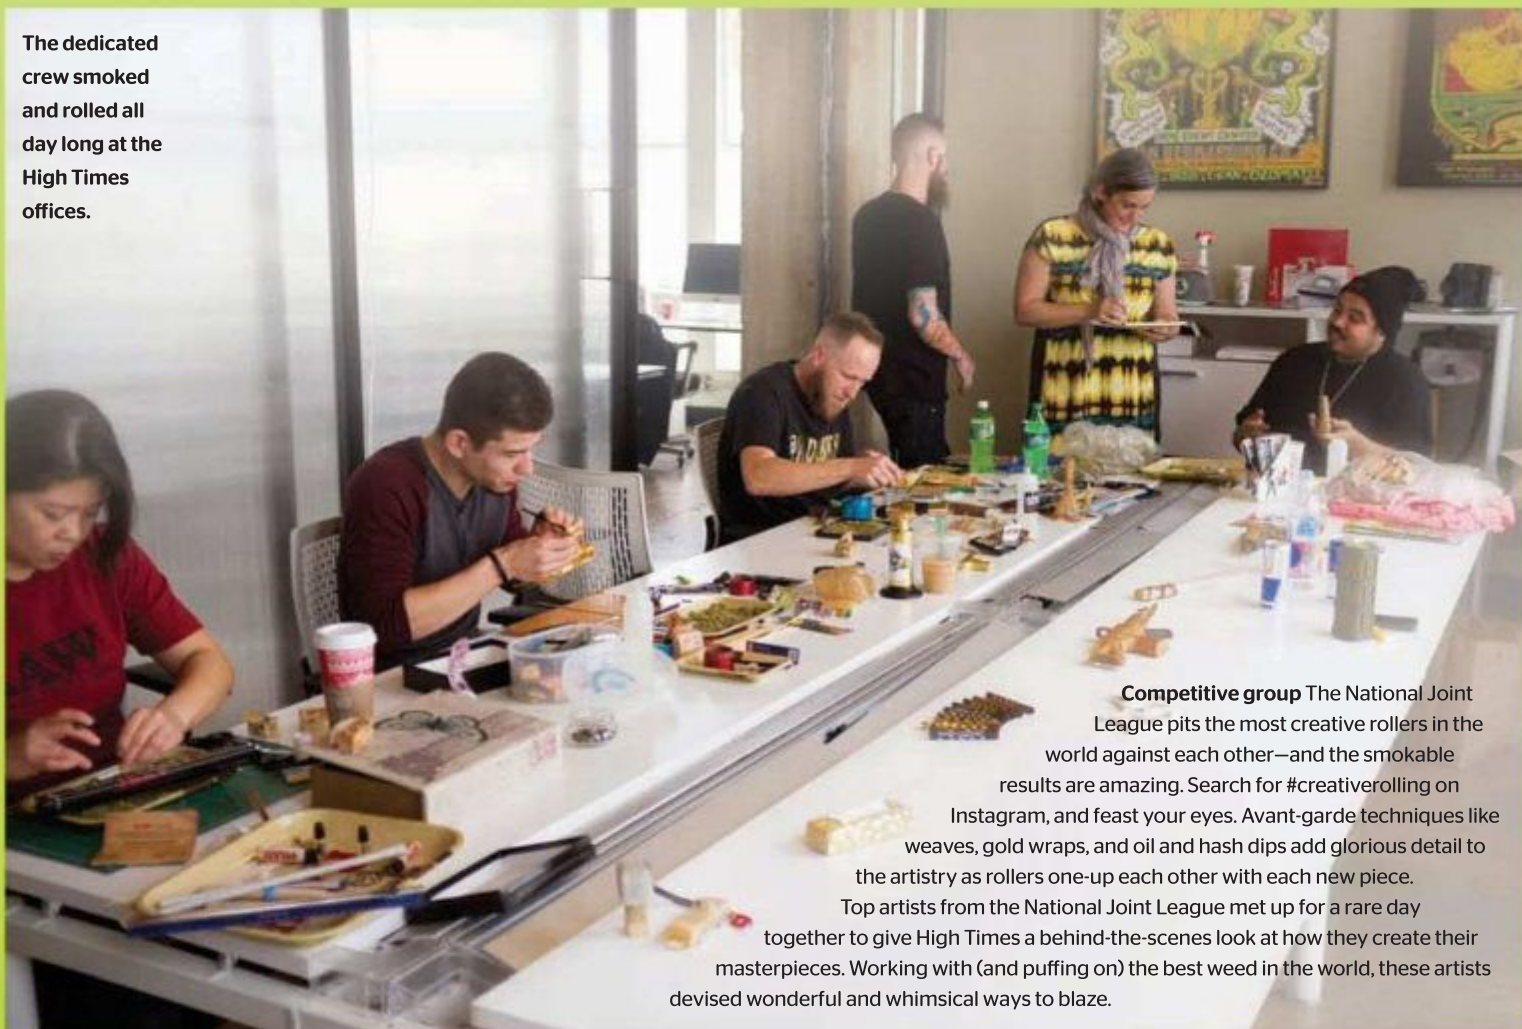 The dedicated
crew smoked
and rolled all
day long at the
High Times
offices.
RAW
Competitive group The National Joint
League pits the most creative rollers in the
world against each other—and the smokable
results are amazing. Search for #creativerolling on
Instagram, and feast your eyes. Avant-garde techniques like
weaves, gold wraps, and oil and hash dips add glorious detail to
the artistry as rollers one-up each other with each new piece.
Top artists from the National Joint League met up for a rare day
together to give High Times a behind-the-scenes look at how they create their
masterpieces. Working with (and puffing on) the best weed in the world, these artists
devised wonderful and whimsical ways to blaze.